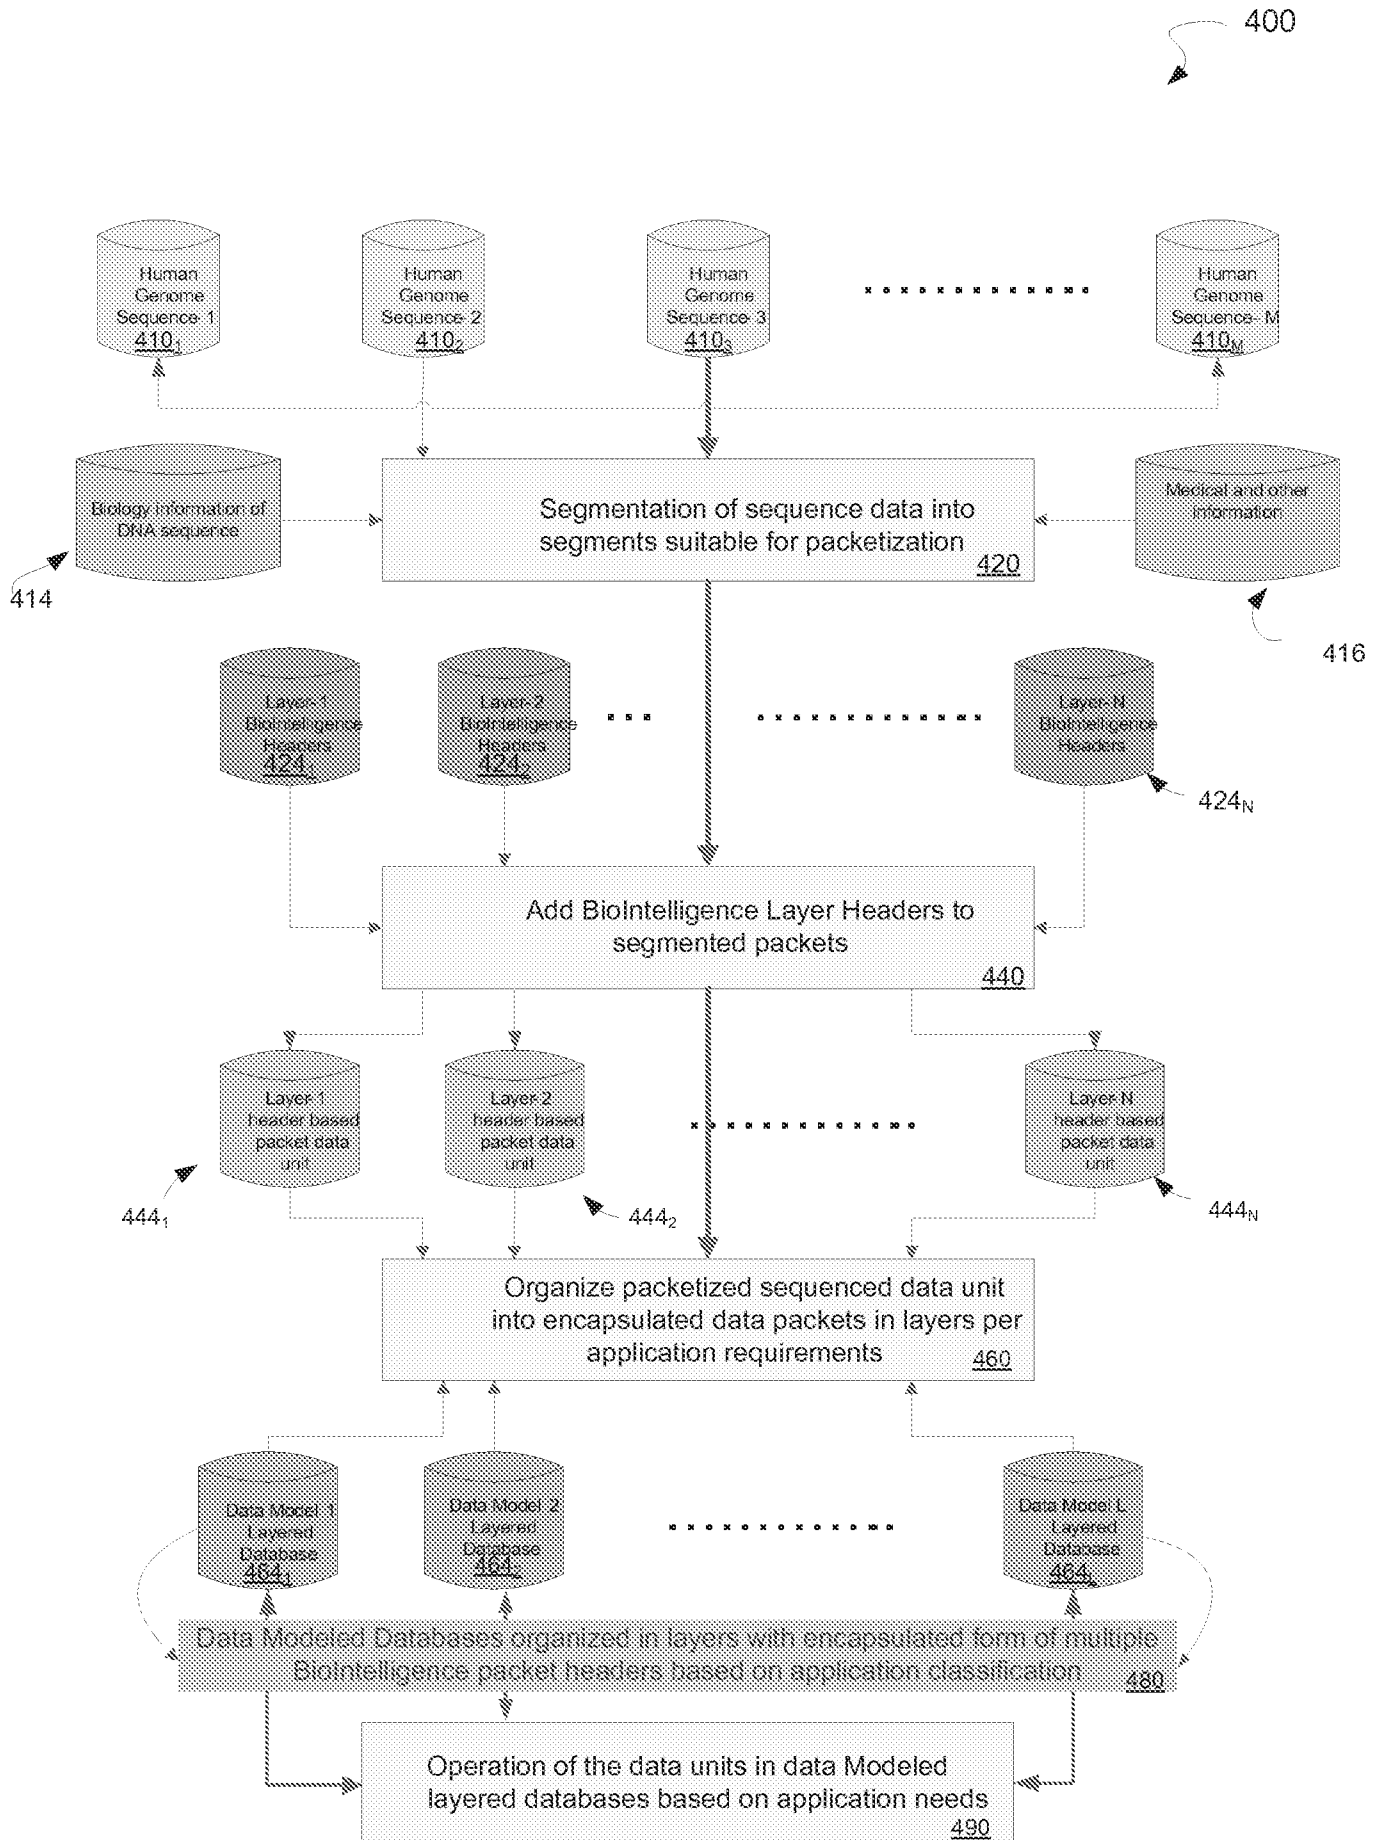 400
Human
Genome
Sequence-1
410₁
Human
Genome
Sequence-2
410₂
Human
Genome
Sequence-3
410₃
Human
Genome
Sequence-M
410M
Biology information of
DNA sequence
414
Segmentation of sequence data into
segments suitable for packetization
420
Medical and other
information
416
Layer-1
BioIntelligence
Headers
424₁
Layer-2
BioIntelligence
Headers
424₂
Layer-N
BioIntelligence
Headers
424N
Add BioIntelligence Layer Headers to
segmented packets
440
Layer-1
header based
packet data
unit
444₁
Layer-2
header based
packet data
unit
444₂
Layer-N
header based
packet data
unit
444N
Organize packetized sequenced data unit
into encapsulated data packets in layers per
application requirements
460
Data Model 1
Layered
Database
464₁
Data Model 2
Layered
Database
464₂
Data Model L
Layered
Database
464L
Data Modeled Databases organized in layers with encapsulated form of multiple
BioIntelligence packet headers based on application classification
480
Operation of the data units in data Modeled
layered databases based on application needs
490